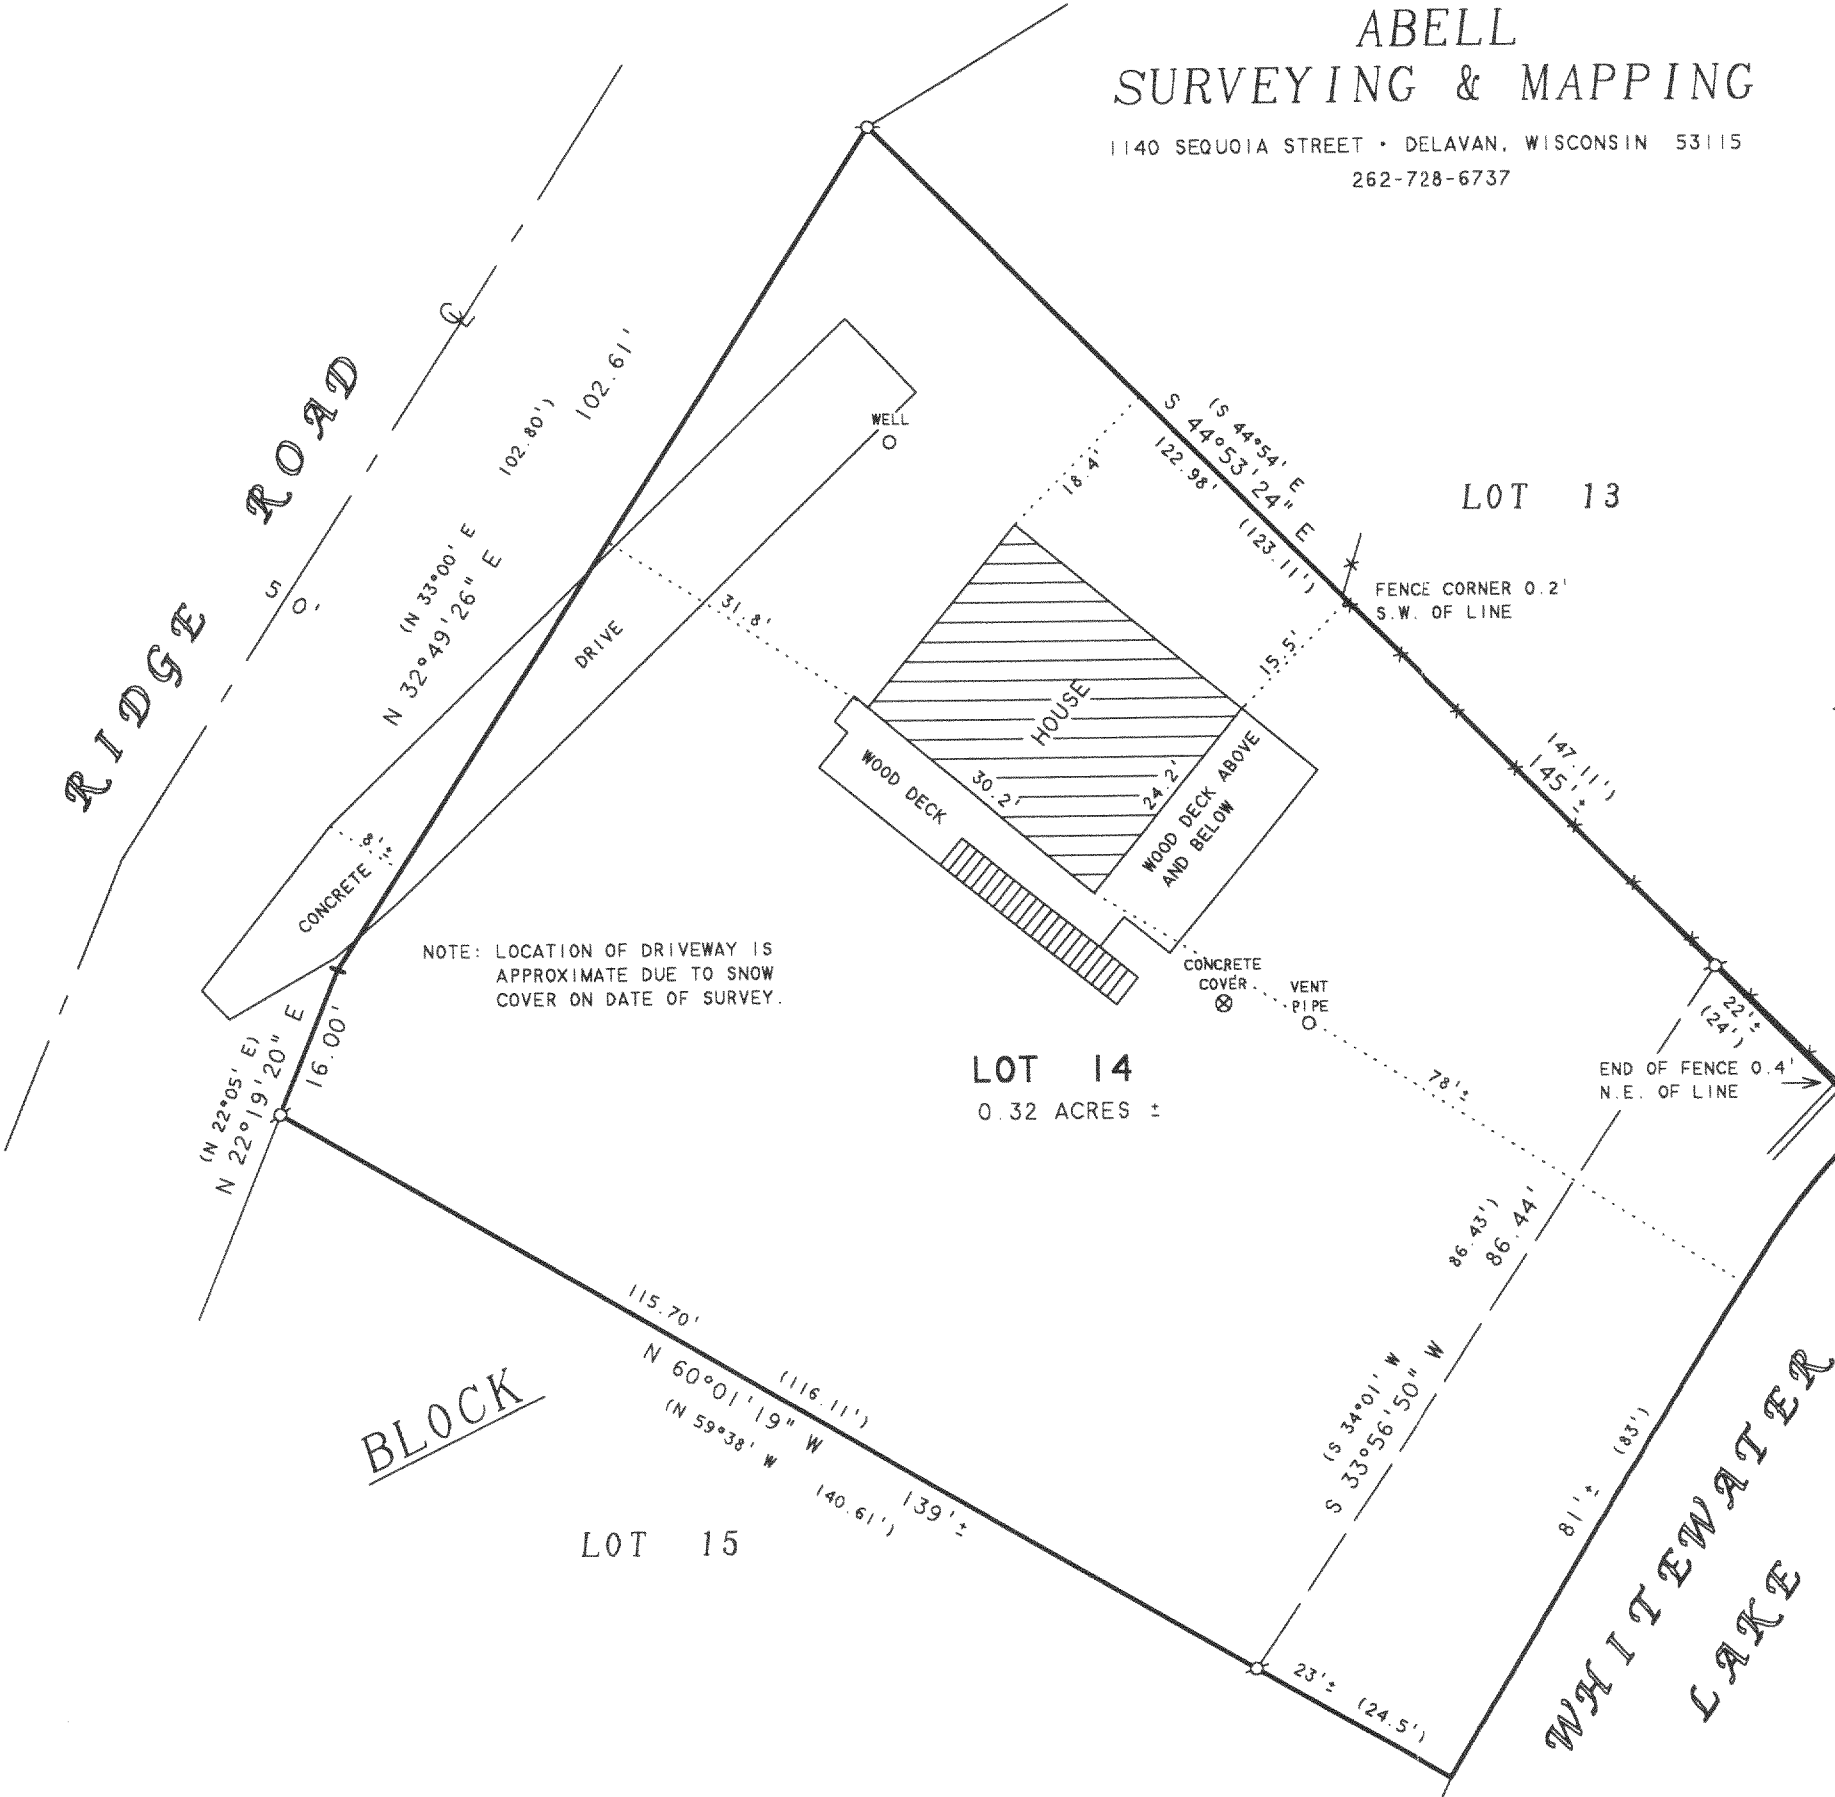 ABELL
SURVEYING & MAPPING
1140 SEQUOIA STREET • DELAVAN, WISCONSIN 53115
262-728-6737
RIDGE ROAD
℄
50'
102.61'
102.80')
(N 33°00' E
N 32°49'26" E
WELL
DRIVE
31.8'
18.4'
(S 44°54' E
S 44°53'24" E
122.98'
(123.11')
LOT 13
FENCE CORNER 0.2'
S.W. OF LINE
15.5'
HOUSE
30.2'
24.2'
WOOD DECK
WOOD DECK ABOVE
AND BELOW
147.11')
145'±
8'±
CONCRETE
NOTE: LOCATION OF DRIVEWAY IS
APPROXIMATE DUE TO SNOW
COVER ON DATE OF SURVEY.
CONCRETE
COVER
VENT
PIPE
22'±
(24')
END OF FENCE 0.4'
N.E. OF LINE
16.00'
(N 22°05' E)
N 22°19'20" E
LOT 14
0.32 ACRES ±
78'±
86.43')
86.44'
(S 34°01' W
S 33°56'50" W
115.70'
N 60°01'19" W
(116.11')
(N 59°38' W
140.61')
139'±
BLOCK
LOT 15
(83')
81'±
23'±
(24.5')
WHITEWATER
LAKE